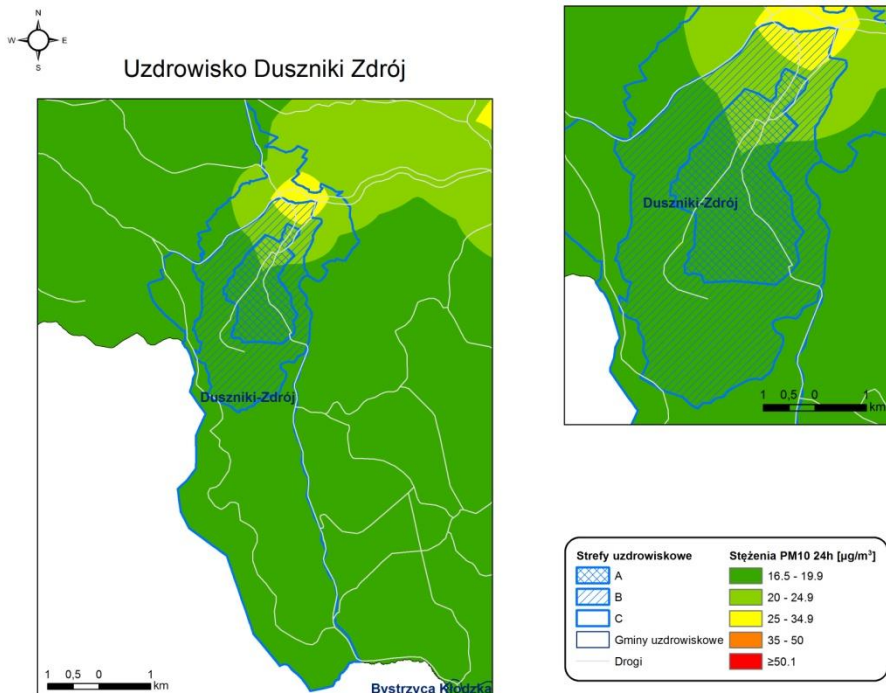 N
W E
S
Uzdrowisko Duszniki Zdrój
Duszniki-Zdrój
1 0,5 0 1
km
Bystrzyca Kłodzka
Duszniki-Zdrój
1 0,5 0 1
km
Strefy uzdrowiskowe
A
B
C
Gminy uzdrowiskowe
Drogi
Stężenia PM10 24h [µg/m³]
16.5 - 19.9
20 - 24.9
25 - 34.9
35 - 50
≥50.1